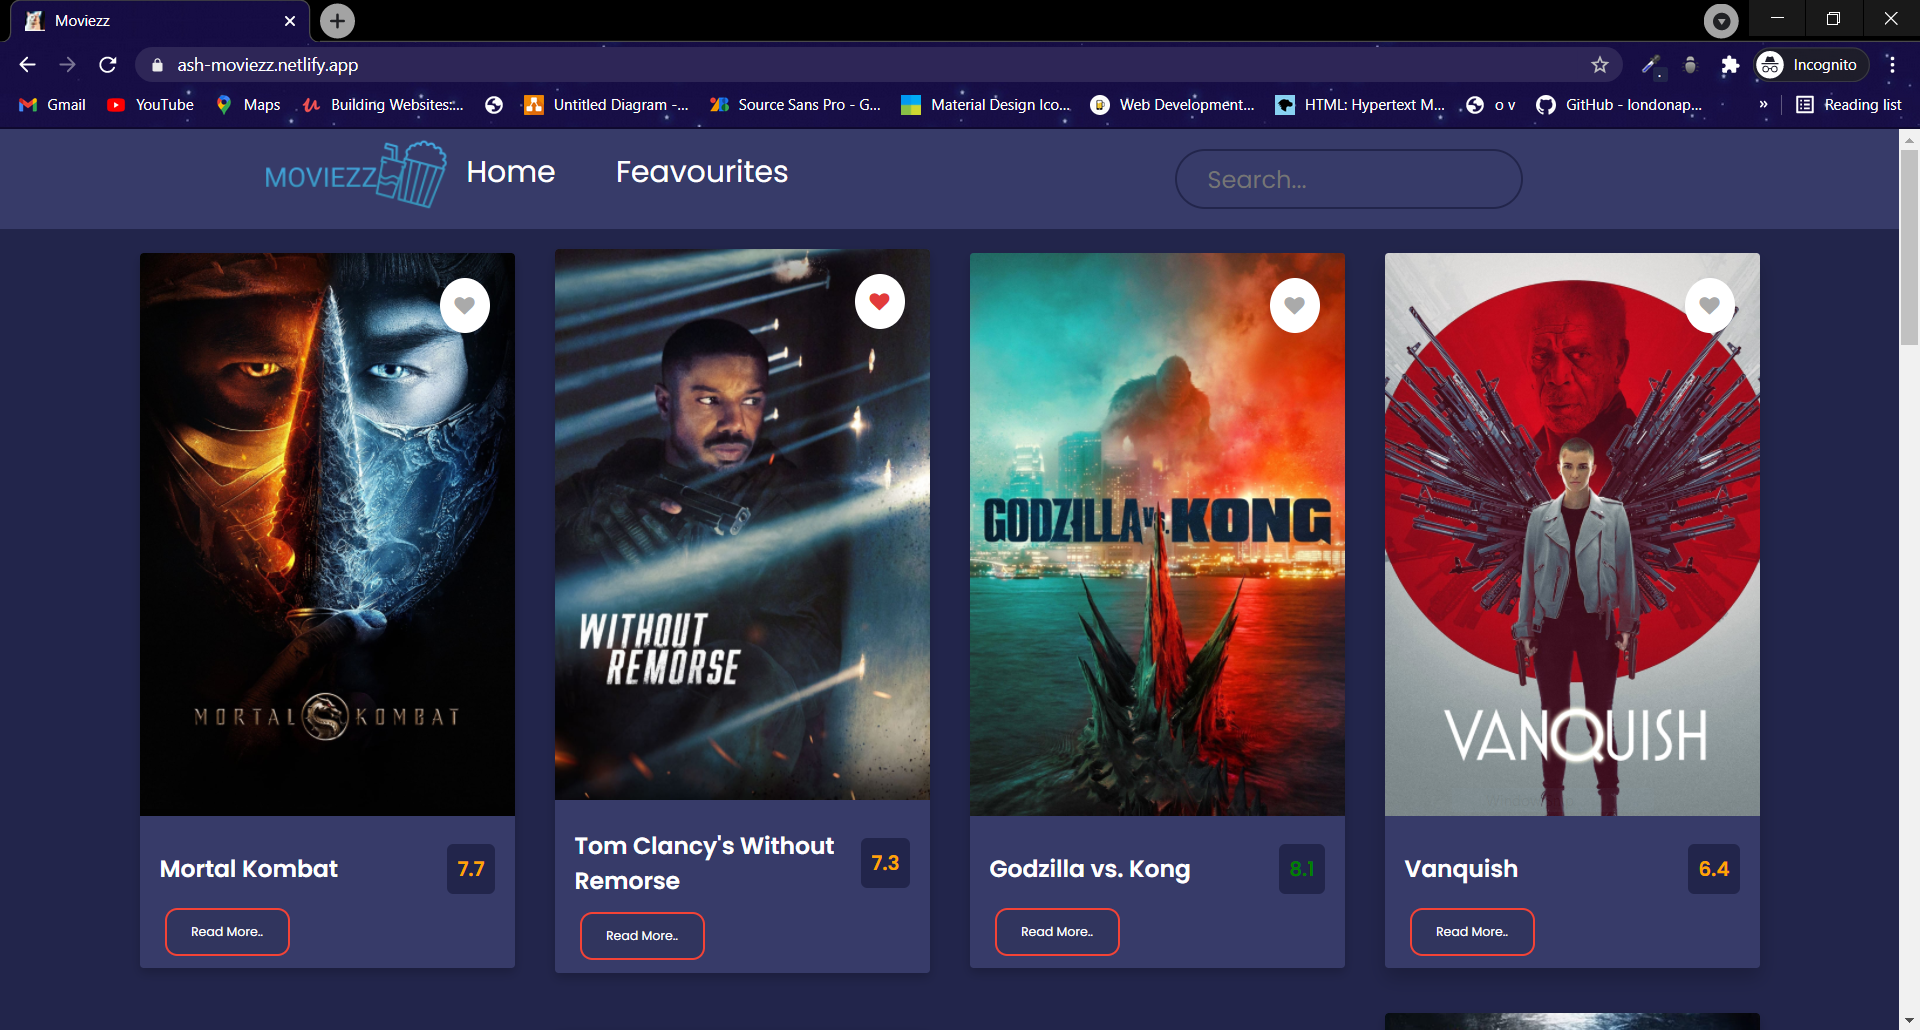 Moviezz
ash-moviezz.netlify.app
Incognito
Gmail YouTube Maps Building Websites:... Untitled Diagram -... Source Sans Pro - G... Material Design Ico... Web Development... HTML: Hypertext M... o v GitHub - londonap... » Reading list
MOVIEZZ Home Feavourites Search...
WITHOUT
REMORSE
MORTAL KOMBAT
GODZILLA vs. KONG
VANQUISH
Mortal Kombat 7.7
Read More..
Tom Clancy's Without
Remorse
7.3
Read More..
Godzilla vs. Kong 8.1
Read More..
Vanquish 6.4
Read More..